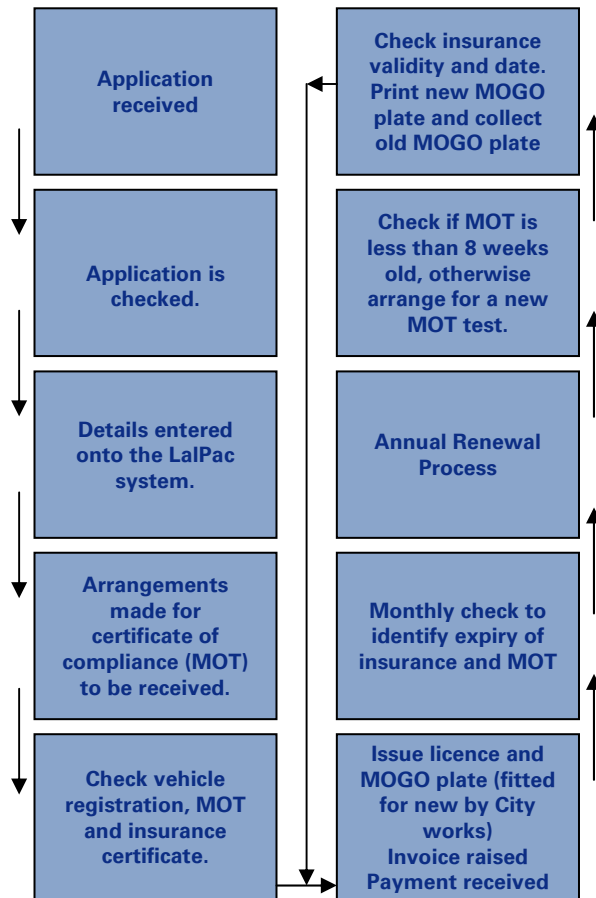 Application
received
Application is
checked.
Details entered
onto the LalPac
system.
Arrangements
made for
certificate of
compliance (MOT)
to be received.
Check vehicle
registration, MOT
and insurance
certificate.
Issue licence and
MOGO plate (fitted
for new by City
works)
Invoice raised
Payment received
Monthly check to
identify expiry of
insurance and MOT
Annual Renewal
Process
Check if MOT is
less than 8 weeks
old, otherwise
arrange for a new
MOT test.
Check insurance
validity and date.
Print new MOGO
plate and collect
old MOGO plate